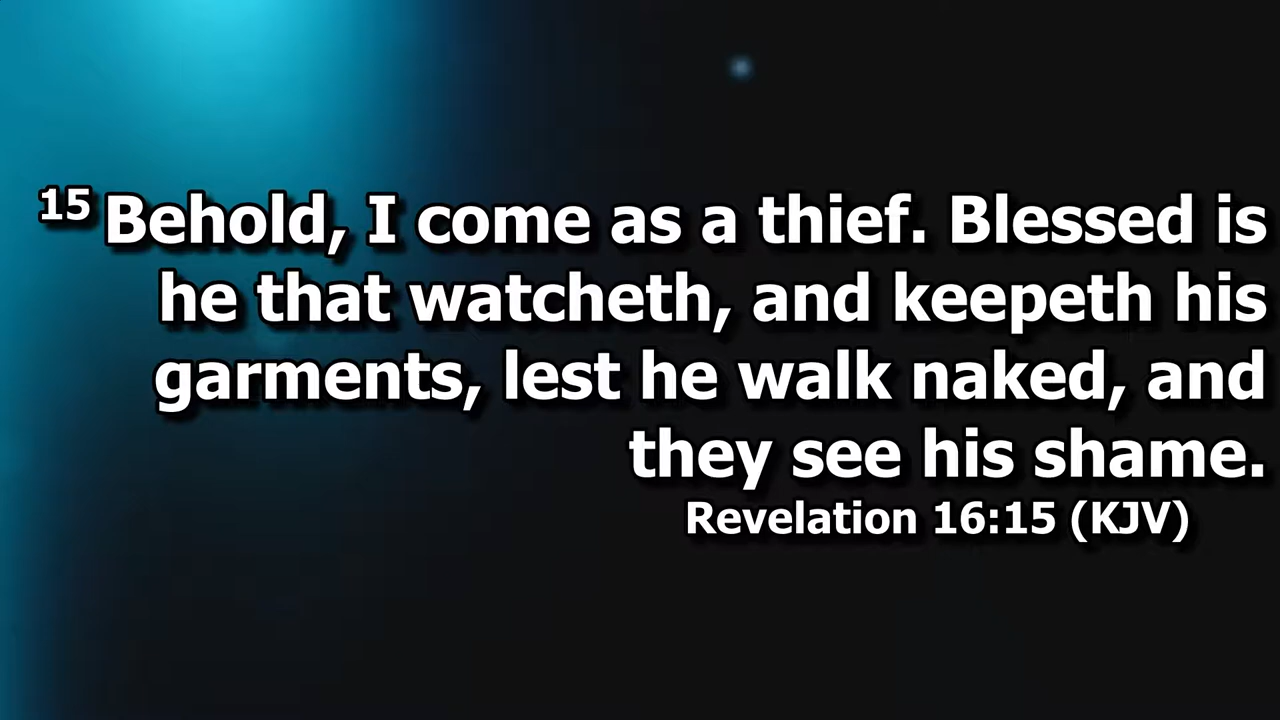 15 Behold, I come as a thief. Blessed is
he that watcheth, and keepeth his
garments, lest he walk naked, and
they see his shame.
Revelation 16:15 (KJV)